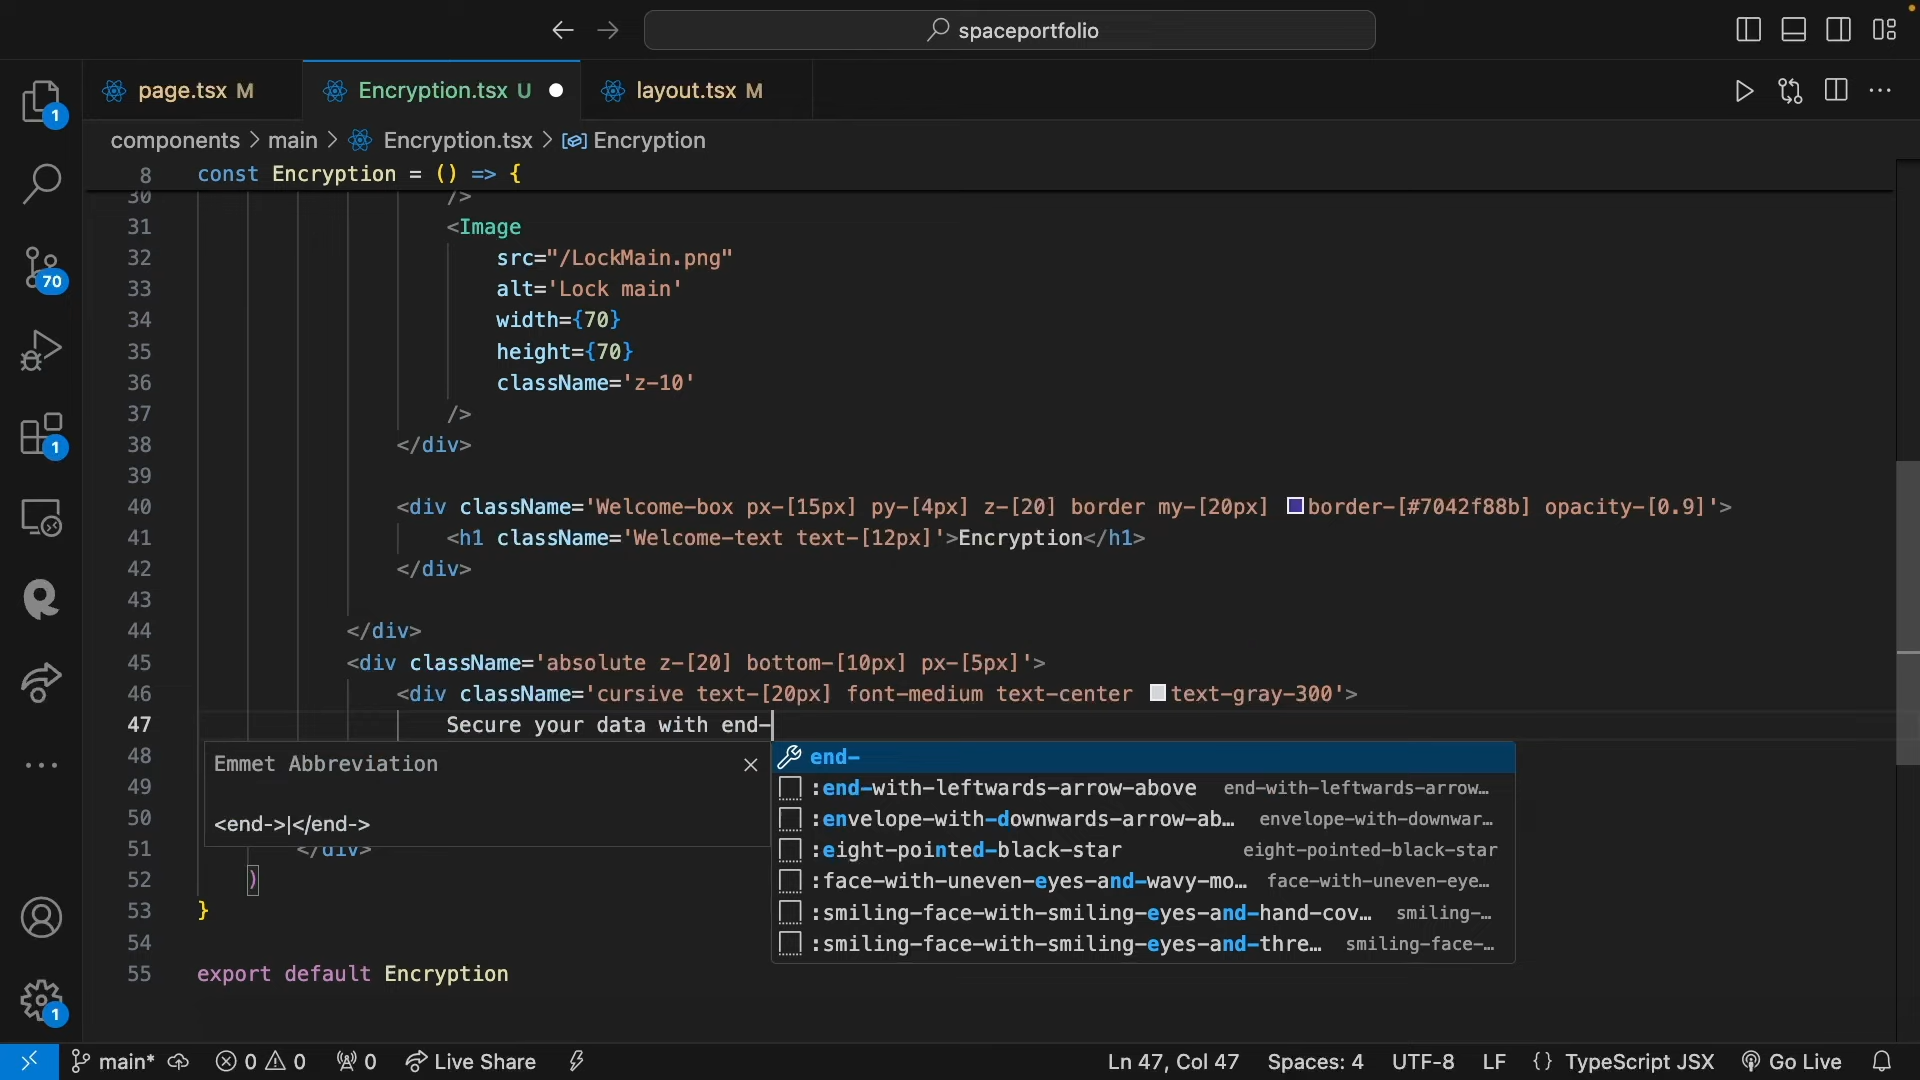 spaceportfolio
page.tsx M
Encryption.tsx U
layout.tsx M
components > main > Encryption.tsx > Encryption
8 const Encryption = () => {
30 />
31 <Image
32 src="/LockMain.png"
33 alt='Lock main'
34 width={70}
35 height={70}
36 className='z-10'
37 />
38 </div>
39
40 <div className='Welcome-box px-[15px] py-[4px] z-[20] border my-[20px] border-[#7042f88b] opacity-[0.9]'>
41 <h1 className='Welcome-text text-[12px]'>Encryption</h1>
42 </div>
43
44 </div>
45 <div className='absolute z-[20] bottom-[10px] px-[5px]'>
46 <div className='cursive text-[20px] font-medium text-center text-gray-300'>
47 Secure your data with end-
48
49
50
51 </div>
52 )
53 }
54
55 export default Encryption
Emmet Abbreviation
<end->|</end->
end-
:end-with-leftwards-arrow-above end-with-leftwards-arrow…
:envelope-with-downwards-arrow-ab… envelope-with-downwar…
:eight-pointed-black-star eight-pointed-black-star
:face-with-uneven-eyes-and-wavy-mo… face-with-uneven-eye…
:smiling-face-with-smiling-eyes-and-hand-cov… smiling-…
:smiling-face-with-smiling-eyes-and-thre… smiling-face-…
1
70
1
1
main* 0 0 0 Live Share Ln 47, Col 47 Spaces: 4 UTF-8 LF {} TypeScript JSX Go Live